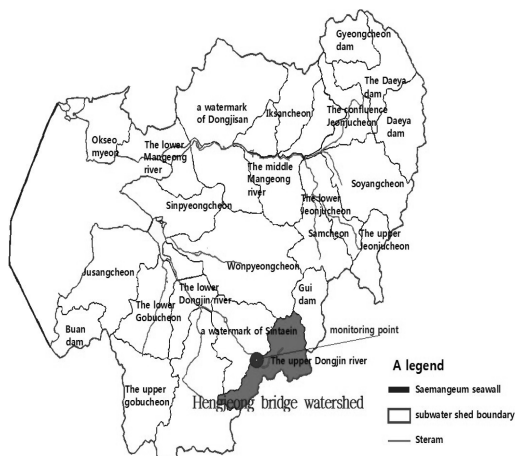 Gyeongcheon
dam
The Daeya
dam
a watermark
of Dongjisan
Iksancheon
The confluence
Jeonjucheon
Daeya
dam
Okseo
myeon
The lower
Mangeong
river
The middle
Mangeong
river
Soyangcheon
Sinpyeongcheon
The lower
Jeonjucheon
Samcheon
The upper
Jeonjucheon
Jusangcheon
Wonpyeongcheon
The lower
Dongjin river
Gui
dam
The lower
Gobucheon
Buan
dam
a watermark of Sintaein
monitoring point
The upper Dongjin river
The upper
gobucheon
Hengjeong bridge watershed
A legend
Saemangeum seawall
subwater shed boundary
Steram